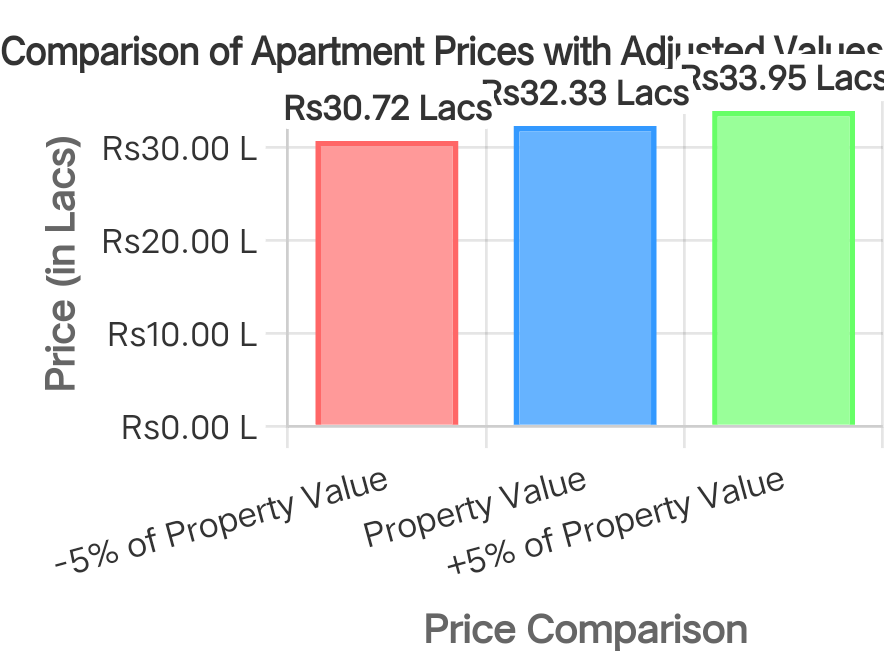 Comparison of Apartment Prices with Adjusted Values
Rs30.72 Lacs
Rs32.33 Lacs
Rs33.95 Lacs
Price (in Lacs)
Rs30.00 L
Rs20.00 L
Rs10.00 L
Rs0.00 L
-5% of Property Value
Property Value
+5% of Property Value
Price Comparison